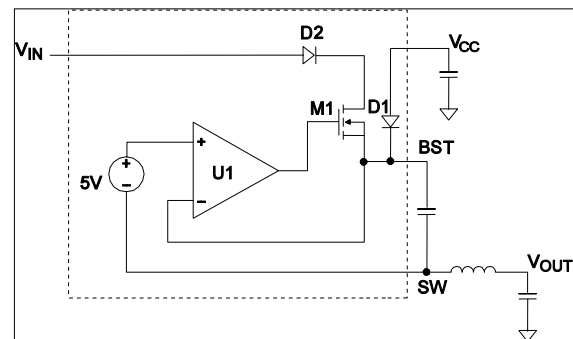 D2
VIN
VCC
M1
D1
+
BST
+
U1
5V
−
−
VOUT
SW